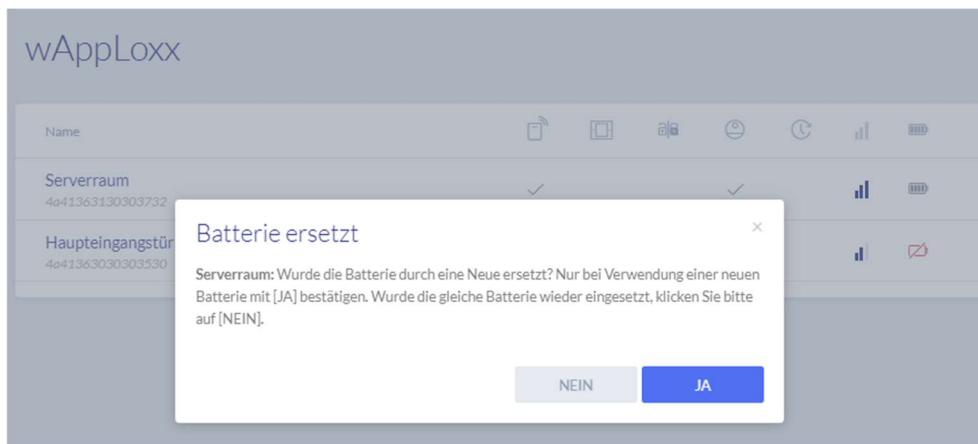 wAppLoxx
Name
Serverraum
4a41363130303732
Haupteingangstür
4a41363030303530
Batterie ersetzt
×
Serverraum: Wurde die Batterie durch eine Neue ersetzt? Nur bei Verwendung einer neuen
Batterie mit [JA] bestätigen. Wurde die gleiche Batterie wieder eingesetzt, klicken Sie bitte
auf [NEIN].
NEIN
JA